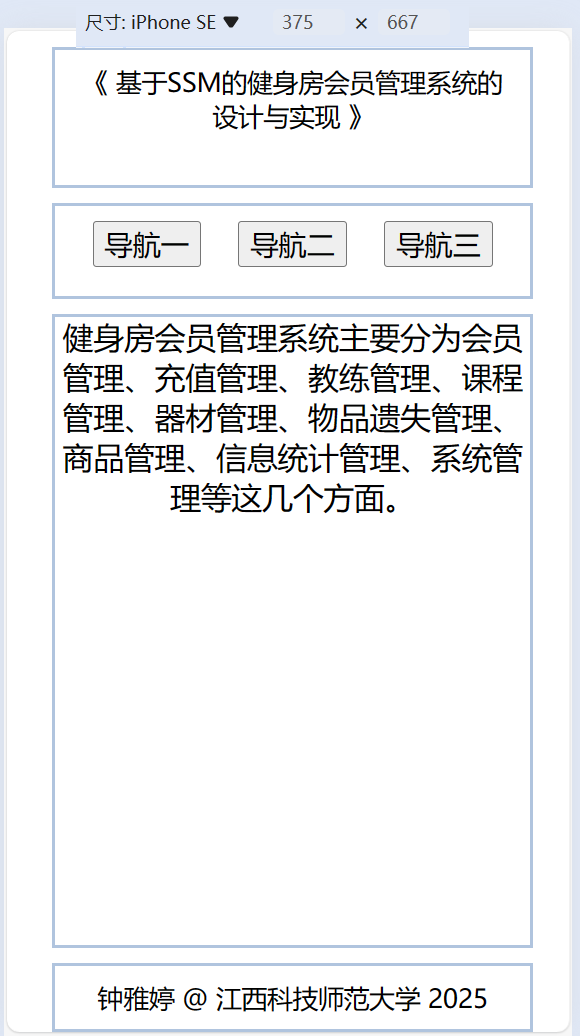 尺寸: iPhone SE ▼ 375 × 667
《 基于SSM的健身房会员管理系统的
设计与实现 》
导航一 导航二 导航三
健身房会员管理系统主要分为会员
管理、充值管理、教练管理、课程
管理、器材管理、物品遗失管理、
商品管理、信息统计管理、系统管
理等这几个方面。
钟雅婷 @ 江西科技师范大学 2025